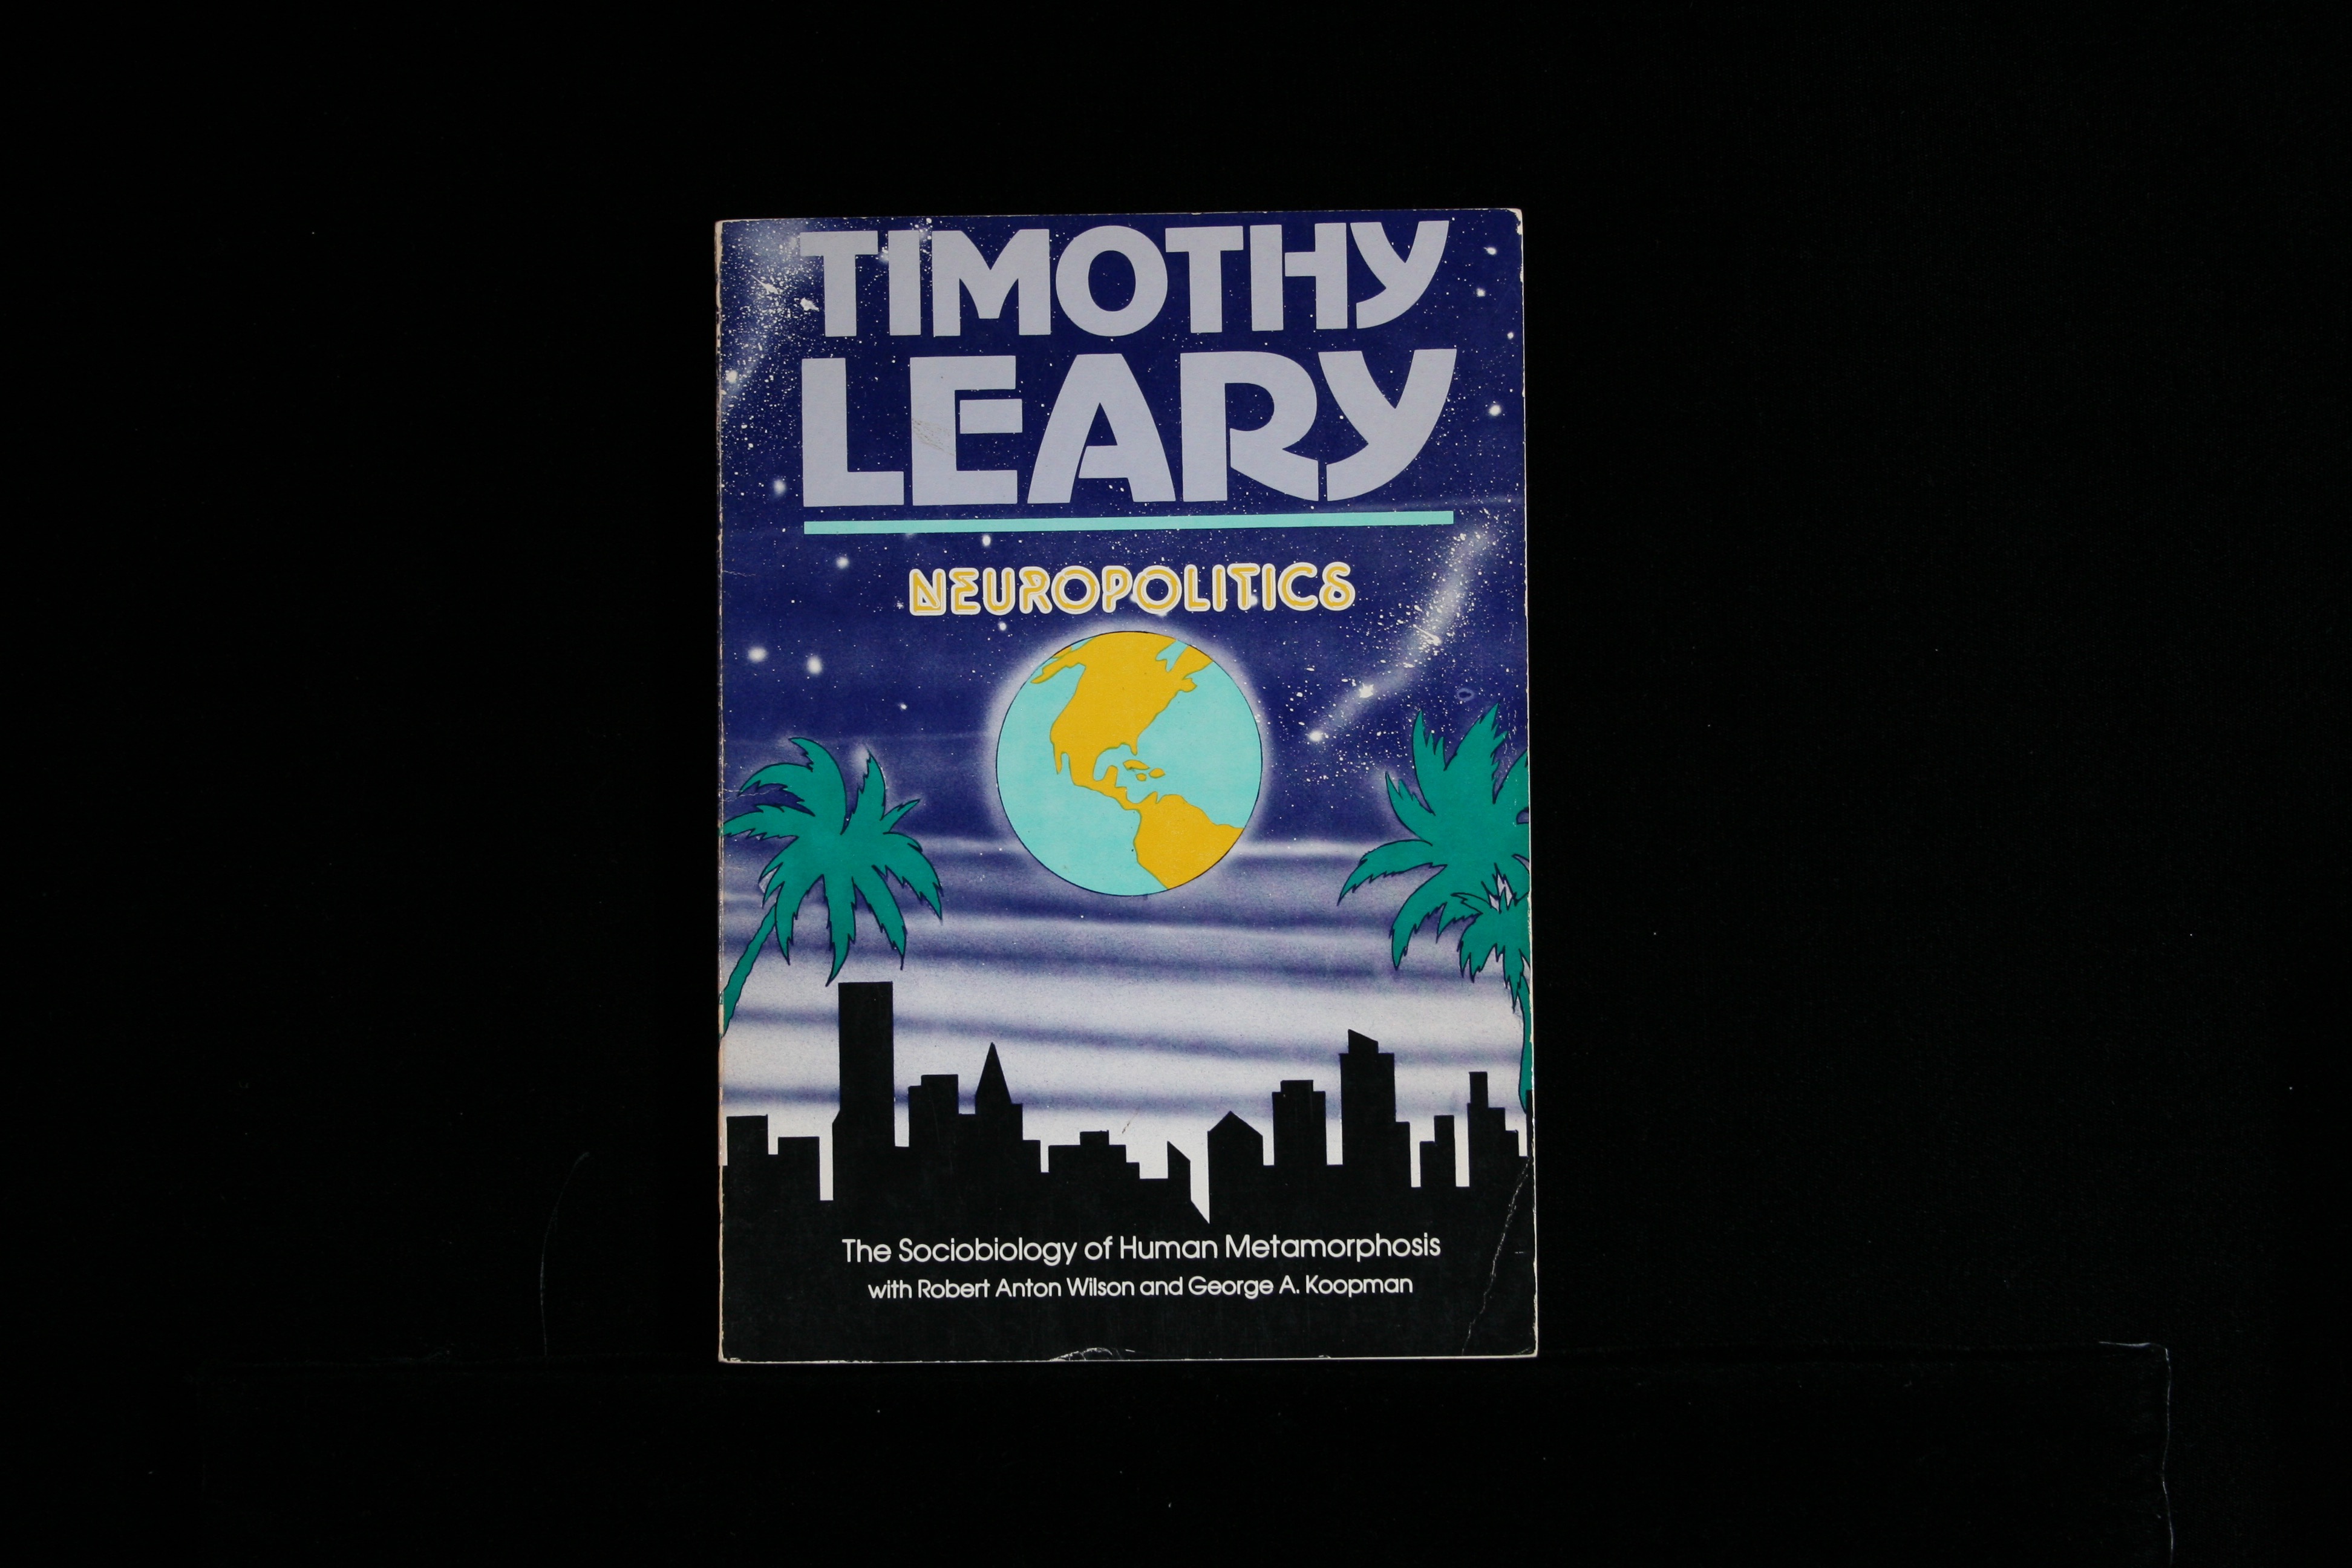 TIMOTHY
LEARY
NEUROPOLITICS
The Sociobiology of Human Metamorphosis
with Robert Anton Wilson and George A. Koopman